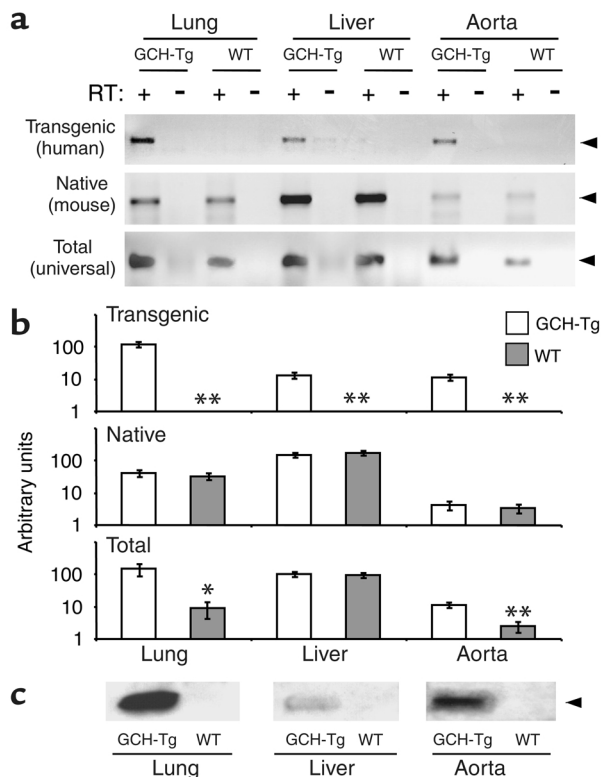 a
Lung Liver Aorta
GCH-Tg WT GCH-Tg WT GCH-Tg WT
RT: + - + - + - + - + - + -
Transgenic
(human)
Native
(mouse)
Total
(universal)
b
Transgenic
GCH-Tg
WT
100
10
1
** ** **
Native
100
10
1
Arbitrary units
Total
100
10
1
* **
Lung Liver Aorta
c
GCH-Tg WT GCH-Tg WT GCH-Tg WT
Lung Liver Aorta